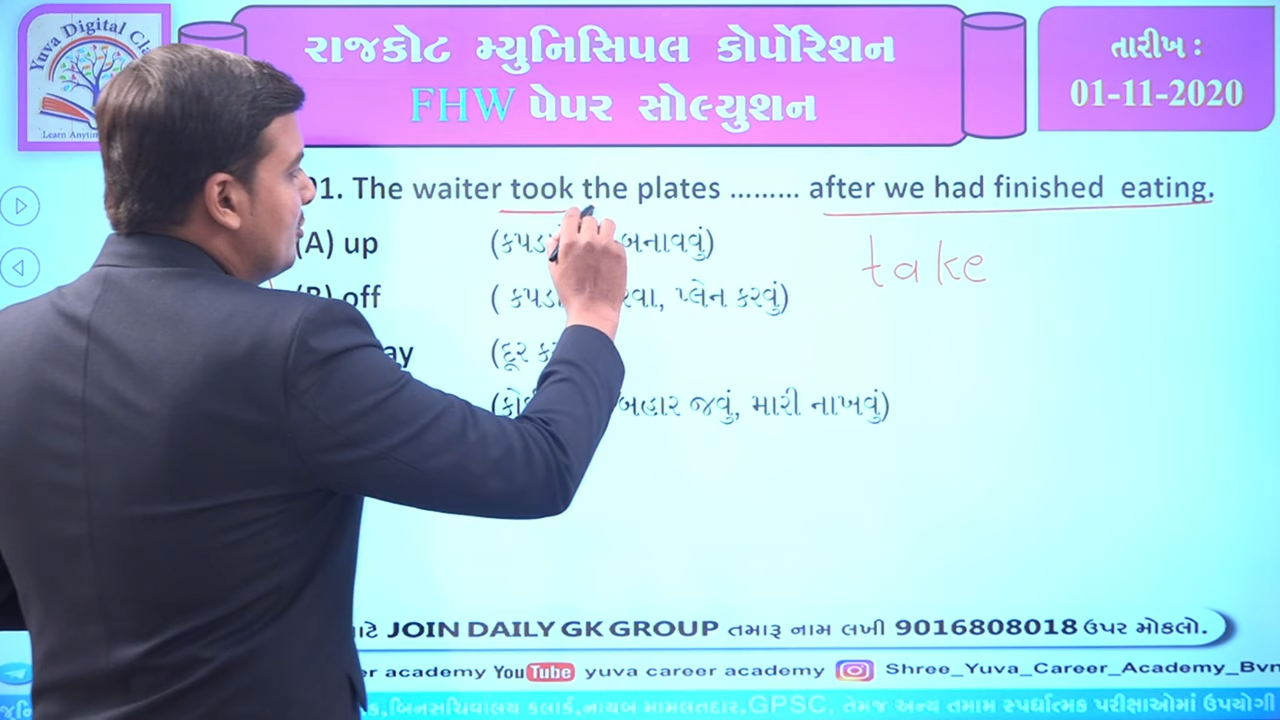 Yuva Digital
Learn
રાજકોટ મ્યુનિસિપલ કોર્પોરેશન
FHW પેપર સોલ્યુશન
તારીખ :
01-11-2020
1. The waiter took the plates ......... after we had finished eating.
(A) up
બનાવવું)
take
off
પ્લેન કરવું)
(દૂર
બહાર જવું, મારી નાખવું)
JOIN DAILY GK GROUP તમારૂ નામ લખી 9016808018 ઉપર મોકલો.
academy YouTube yuva career academy Shree_Yuva_Career_Academy_Bvn
બિનસચિવાલય કલાર્ક,નાયબ મામલતદાર,GPSC, તેમજ અન્ય તમામ સ્પર્ધાત્મક પરીક્ષાઓમાં ઉપયોગી